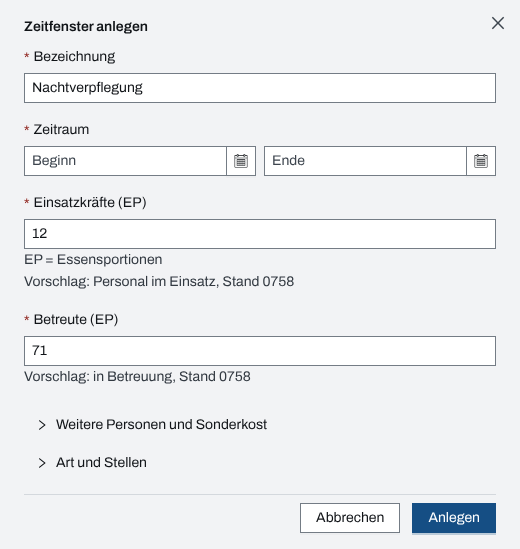 Zeitfenster anlegen
* Bezeichnung
Nachtverpflegung
* Zeitraum
Beginn
Ende
* Einsatzkräfte (EP)
12
EP = Essensportionen
Vorschlag: Personal im Einsatz, Stand 0758
* Betreute (EP)
71
Vorschlag: in Betreuung, Stand 0758
Weitere Personen und Sonderkost
Art und Stellen
Abbrechen
Anlegen